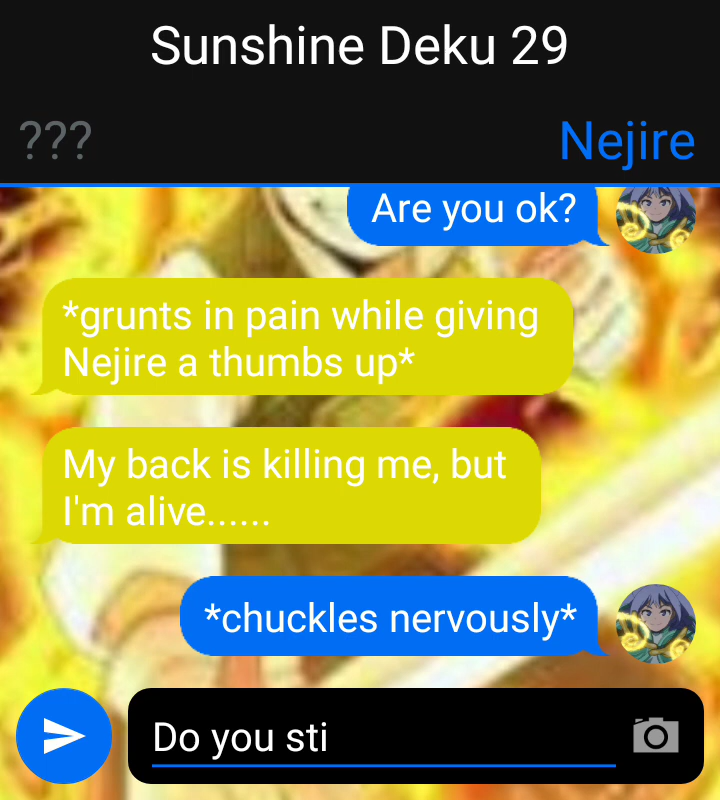 Sunshine Deku 29
??? Nejire
Are you ok?
*grunts in pain while giving
Nejire a thumbs up*
My back is killing me, but
I'm alive......
*chuckles nervously*
Do you sti